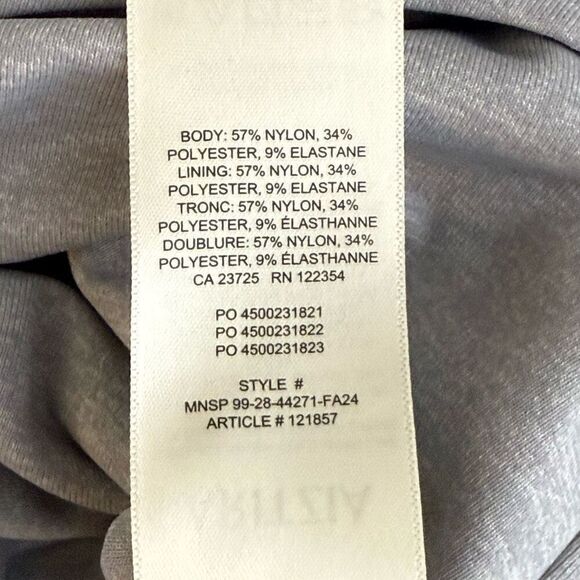 BODY: 57% NYLON, 34%
POLYESTER, 9% ELASTANE
LINING: 57% NYLON, 34%
POLYESTER, 9% ELASTANE
TRONC: 57% NYLON, 34%
POLYESTER, 9% ÉLASTHANNE
DOUBLURE: 57% NYLON, 34%
POLYESTER, 9% ÉLASTHANNE
CA 23725 RN 122354
PO 4500231821
PO 4500231822
PO 4500231823
STYLE #
MNSP 99-28-44271-FA24
ARTICLE # 121857
ARITZIA